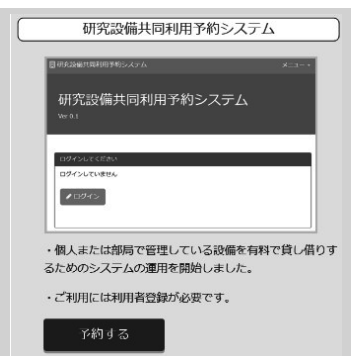 研究設備共同利用予約システム
研究設備共同利用予約システム
メニュー
研究設備共同利用予約システム
Ver 0.1
ログインしてください
ログインしていません
ログイン
・個人または部局で管理している設備を有料で貸し借りす
るためのシステムの運用を開始しました。
・ご利用には利用者登録が必要です。
予約する